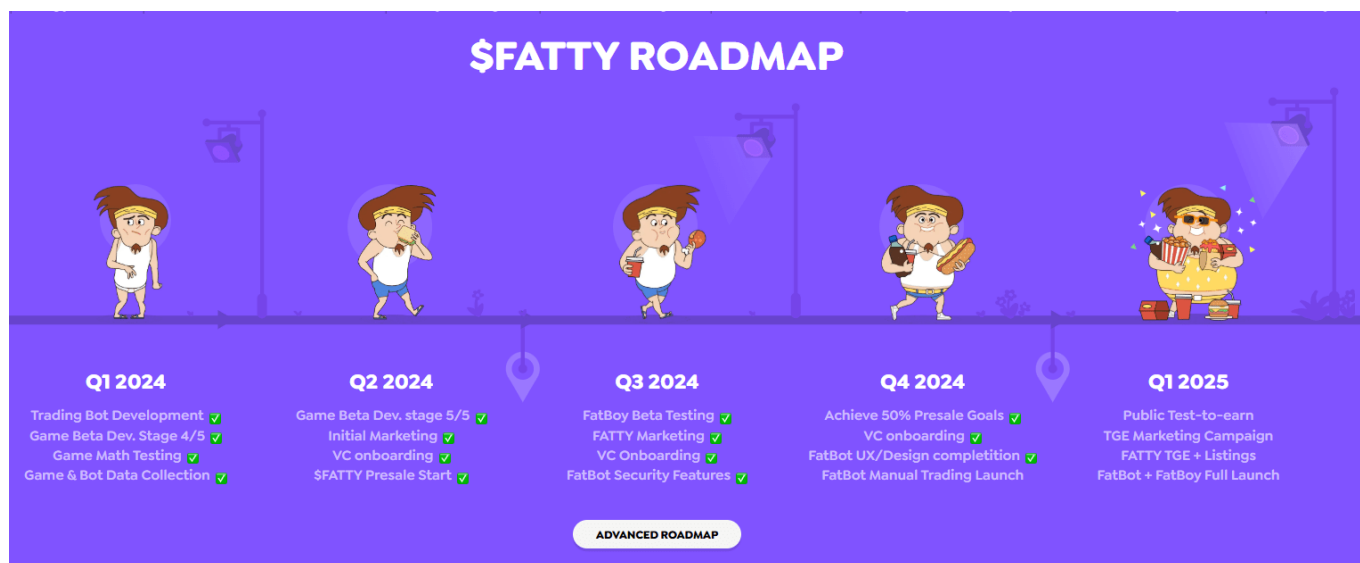 $FATTY ROADMAP
Q1 2024
Trading Bot Development ✅
Game Beta Dev. Stage 4/5 ✅
Game Math Testing ✅
Game & Bot Data Collection ✅
Q2 2024
Game Beta Dev. stage 5/5 ✅
Initial Marketing ✅
VC onboarding ✅
$FATTY Presale Start ✅
Q3 2024
FatBoy Beta Testing ✅
FATTY Marketing ✅
VC Onboarding ✅
FatBot Security Features ✅
Q4 2024
Achieve 50% Presale Goals ✅
VC onboarding ✅
FatBot UX/Design completition ✅
FatBot Manual Trading Launch
Q1 2025
Public Test-to-earn
TGE Marketing Campaign
FATTY TGE + Listings
FatBot + FatBoy Full Launch
ADVANCED ROADMAP